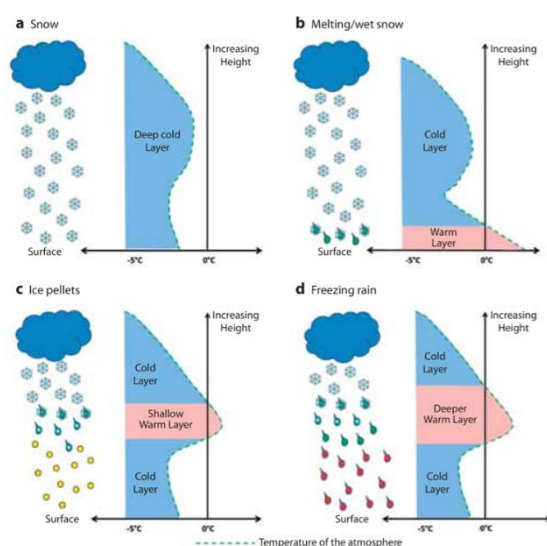 a Snow
Increasing
Height
Deep cold
Layer
Surface
-5°C
0°C
b Melting/wet snow
Increasing
Height
Cold
Layer
Warm
Layer
Surface
-5°C
0°C
c Ice pellets
Increasing
Height
Cold
Layer
Shallow
Warm Layer
Cold
Layer
Surface
-5°C
0°C
d Freezing rain
Increasing
Height
Cold
Layer
Deeper
Warm Layer
Cold
Layer
Surface
-5°C
0°C
Temperature of the atmosphere